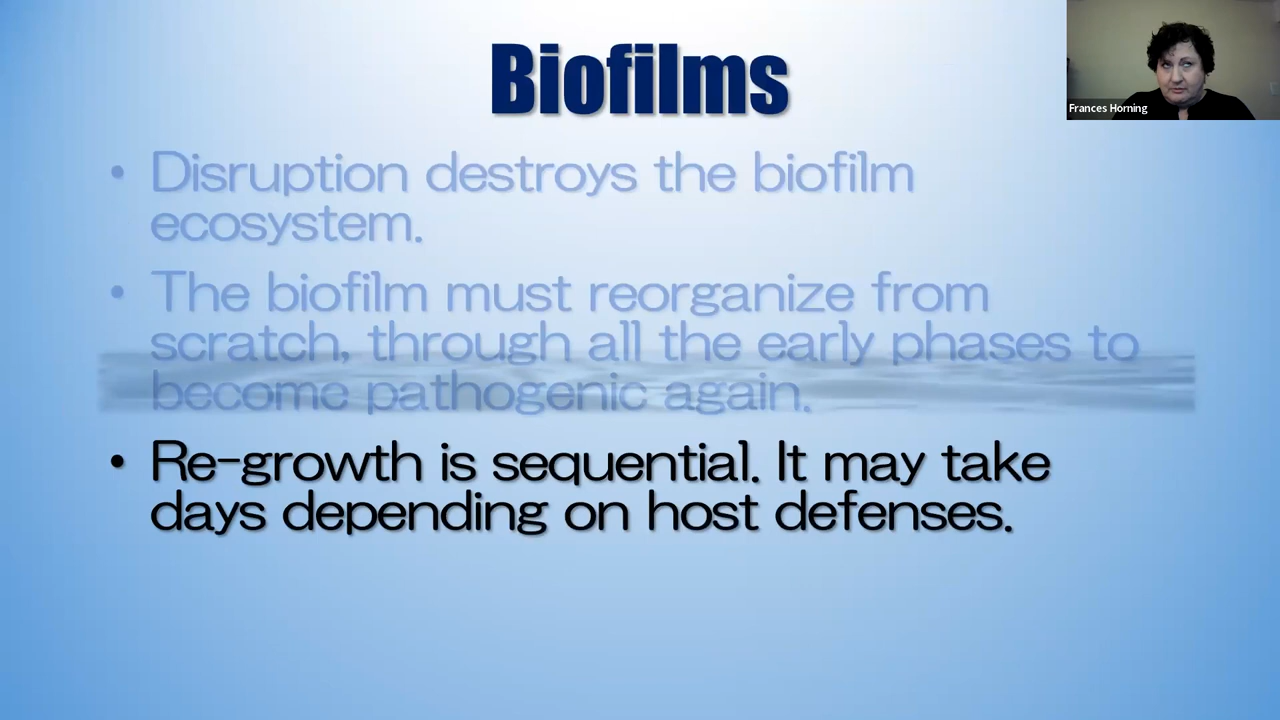 Biofilms
Frances Horning
• Disruption destroys the biofilm
ecosystem.
• The biofilm must reorganize from
scratch, through all the early phases to
become pathogenic again.
• Re-growth is sequential. It may take
days depending on host defenses.